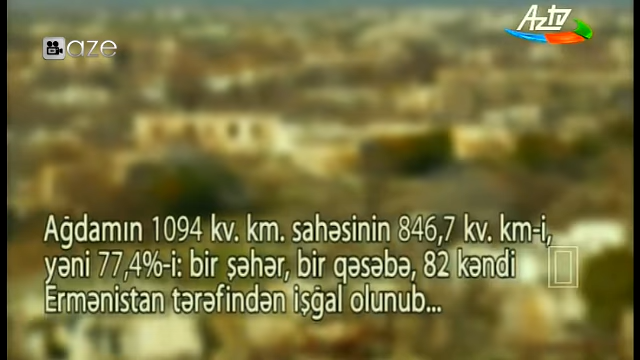 aze
AZTV
Ağdamın 1094 kv. km. sahəsinin 846,7 kv. km-i,
yəni 77,4%-i: bir şəhər, bir qəsəbə, 82 kəndi
Ermənistan tərəfindən işğal olunub...